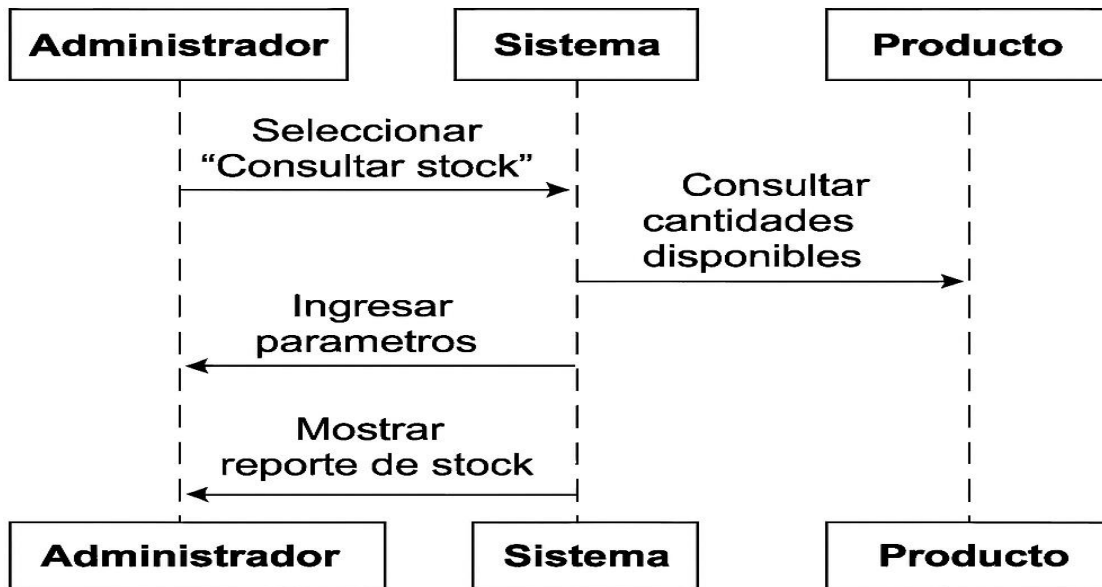 Administrador
Sistema
Producto
Seleccionar
“Consultar stock”
Consultar
cantidades
disponibles
Ingresar
parametros
Mostrar
reporte de stock
Administrador
Sistema
Producto